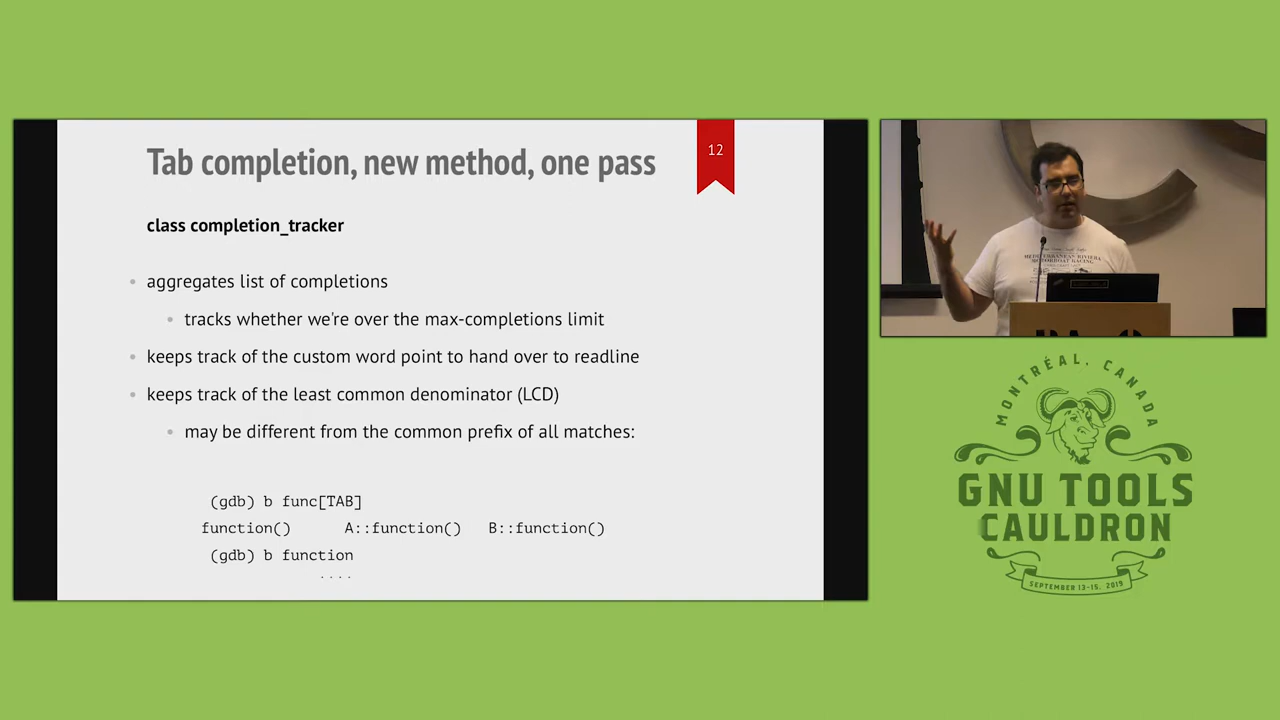 Tab completion, new method, one pass
12
class completion_tracker
aggregates list of completions
tracks whether we're over the max-completions limit
keeps track of the custom word point to hand over to readline
keeps track of the least common denominator (LCD)
may be different from the common prefix of all matches:
(gdb) b func[TAB]
function() A::function() B::function()
(gdb) b function
....
MONTRÉAL, CANADA
GNU TOOLS
CAULDRON
SEPTEMBER 13-15, 2019